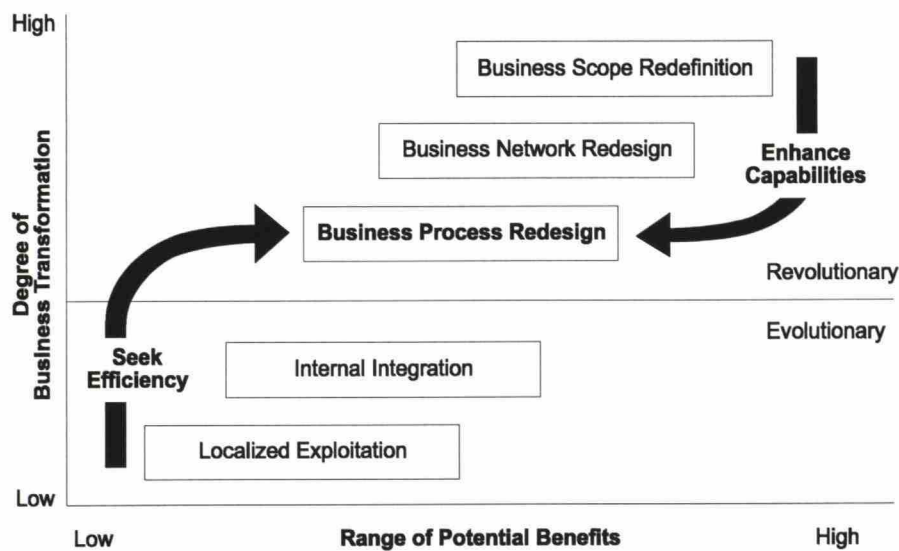 High
Business Scope Redefinition
Business Network Redesign
Enhance
Capabilities
Business Process Redesign
Revolutionary
Evolutionary
Degree of
Business Transformation
Seek
Efficiency
Internal Integration
Localized Exploitation
Low
Low
Range of Potential Benefits
High